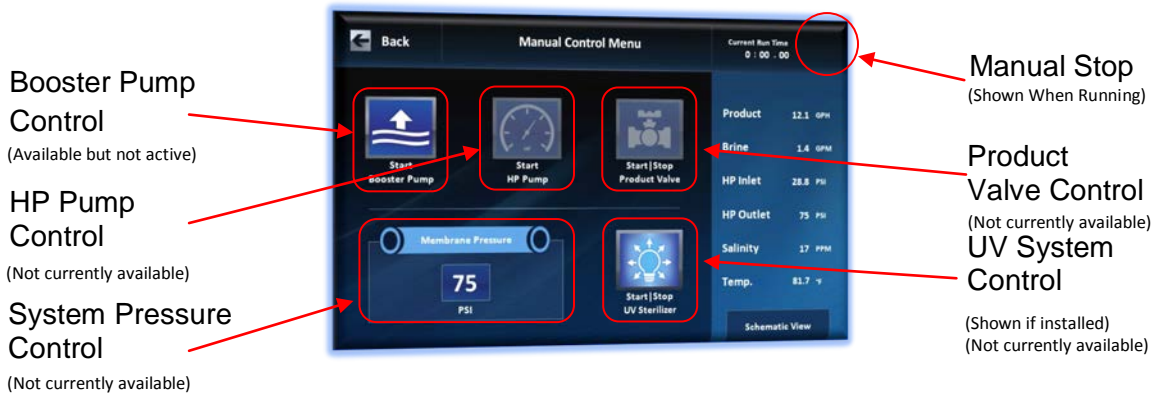 Back
Manual Control Menu
Current Run Time
0 : 00 . 00
Booster Pump
Control
(Available but not active)
HP Pump
Control
(Not currently available)
System Pressure
Control
(Not currently available)
Start
Booster Pump
Start
HP Pump
Start|Stop
Product Valve
Membrane Pressure
75
PSI
Start|Stop
UV Sterilizer
Product 12.1 GPH
Brine 1.4 GPM
HP Inlet 28.8 PSI
HP Outlet 75 PSI
Salinity 17 PPM
Temp. 81.7 °F
Schematic View
Manual Stop
(Shown When Running)
Product
Valve Control
(Not currently available)
UV System
Control
(Shown if installed)
(Not currently available)